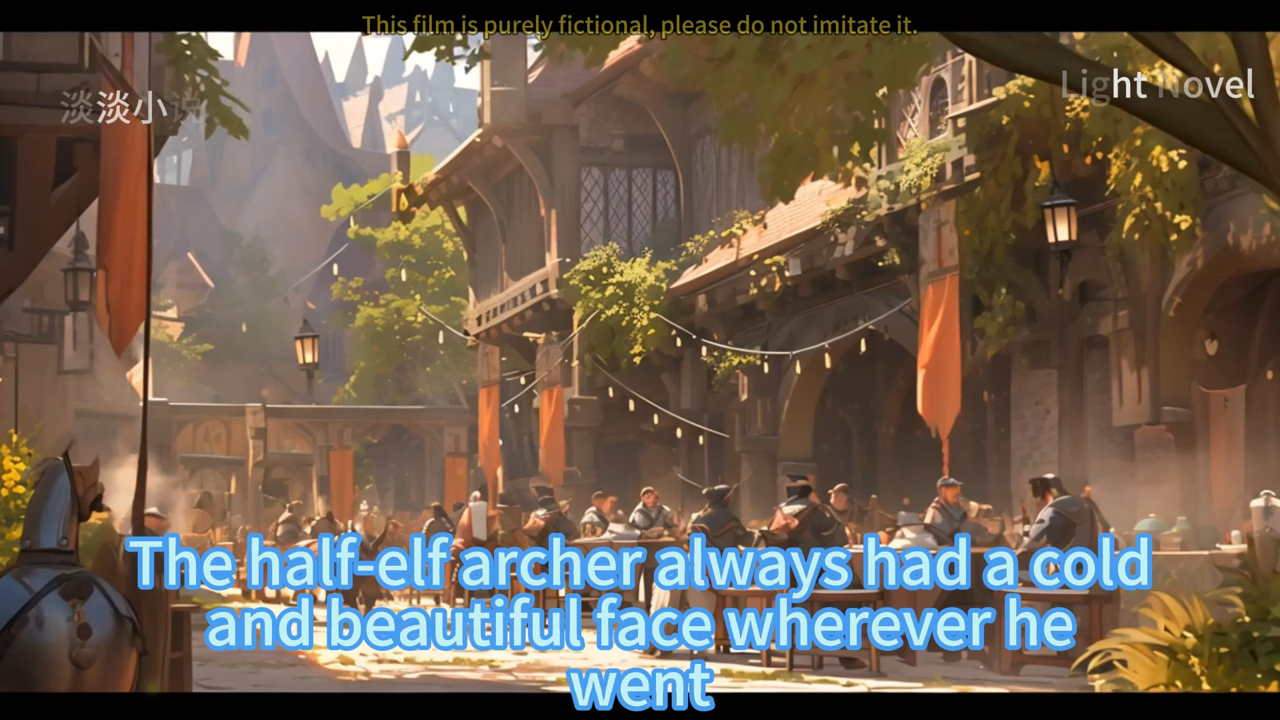 This film is purely fictional, please do not imitate it.
淡淡小说
Light Novel
The half-elf archer always had a cold
and beautiful face wherever he
went